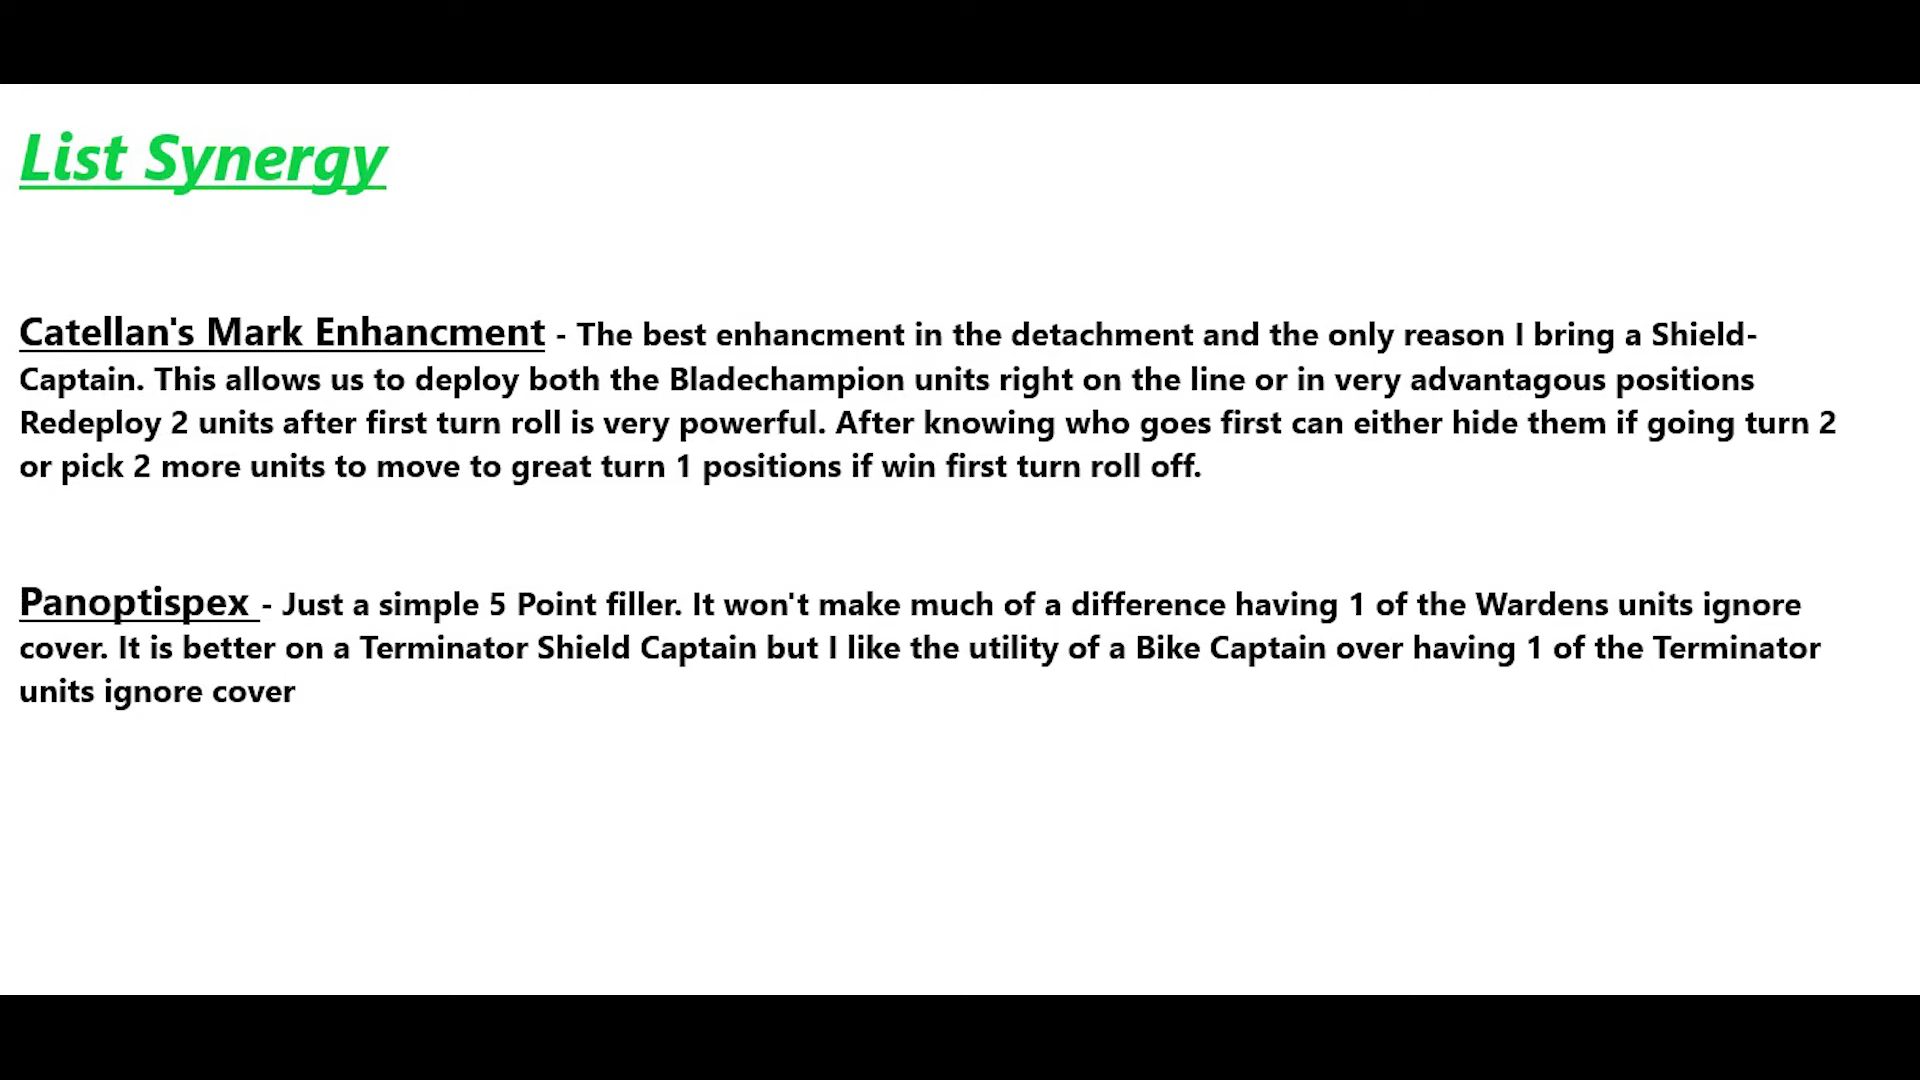 List Synergy
Catellan's Mark Enhancment - The best enhancment in the detachment and the only reason I bring a Shield-
Captain. This allows us to deploy both the Bladechampion units right on the line or in very advantagous positions
Redeploy 2 units after first turn roll is very powerful. After knowing who goes first can either hide them if going turn 2
or pick 2 more units to move to great turn 1 positions if win first turn roll off.
Panoptispex - Just a simple 5 Point filler. It won't make much of a difference having 1 of the Wardens units ignore
cover. It is better on a Terminator Shield Captain but I like the utility of a Bike Captain over having 1 of the Terminator
units ignore cover